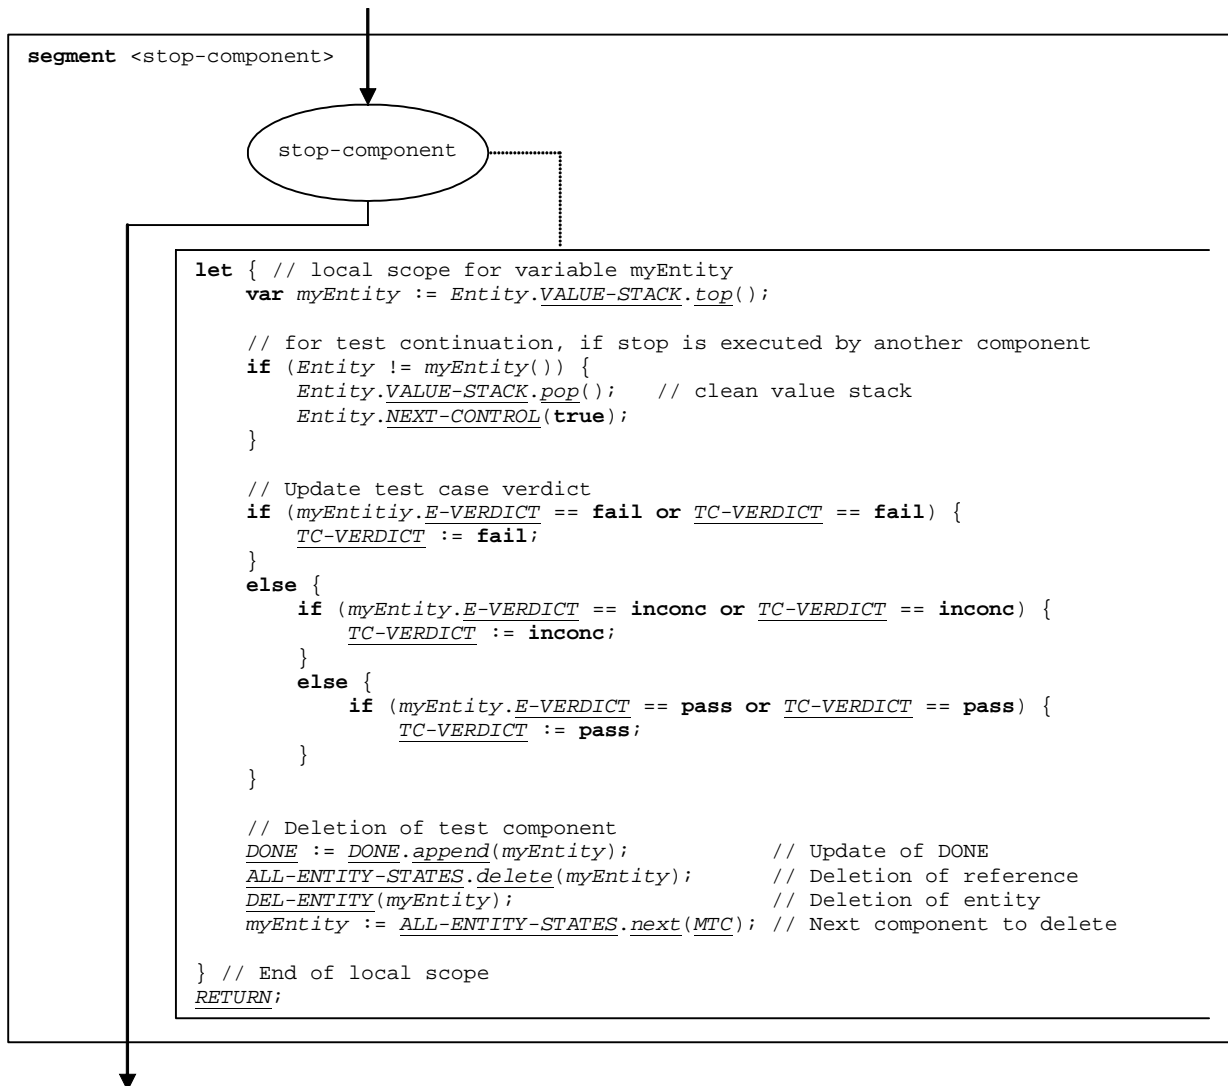 segment <stop-component>
stop-component
let { // local scope for variable myEntity
    var myEntity := Entity.VALUE-STACK.top();
    // for test continuation, if stop is executed by another component
    if (Entity != myEntity()) {
        Entity.VALUE-STACK.pop();   // clean value stack
        Entity.NEXT-CONTROL(true);
    }
    // Update test case verdict
    if (myEntitiy.E-VERDICT == fail or TC-VERDICT == fail) {
        TC-VERDICT := fail;
    }
    else {
        if (myEntity.E-VERDICT == inconc or TC-VERDICT == inconc) {
            TC-VERDICT := inconc;
        }
        else {
            if (myEntity.E-VERDICT == pass or TC-VERDICT == pass) {
                TC-VERDICT := pass;
            }
        }
    // Deletion of test component
    DONE := DONE.append(myEntity);            // Update of DONE
    ALL-ENTITY-STATES.delete(myEntity);       // Deletion of reference
    DEL-ENTITY(myEntity);                     // Deletion of entity
    myEntity := ALL-ENTITY-STATES.next(MTC); // Next component to delete
} // End of local scope
RETURN;